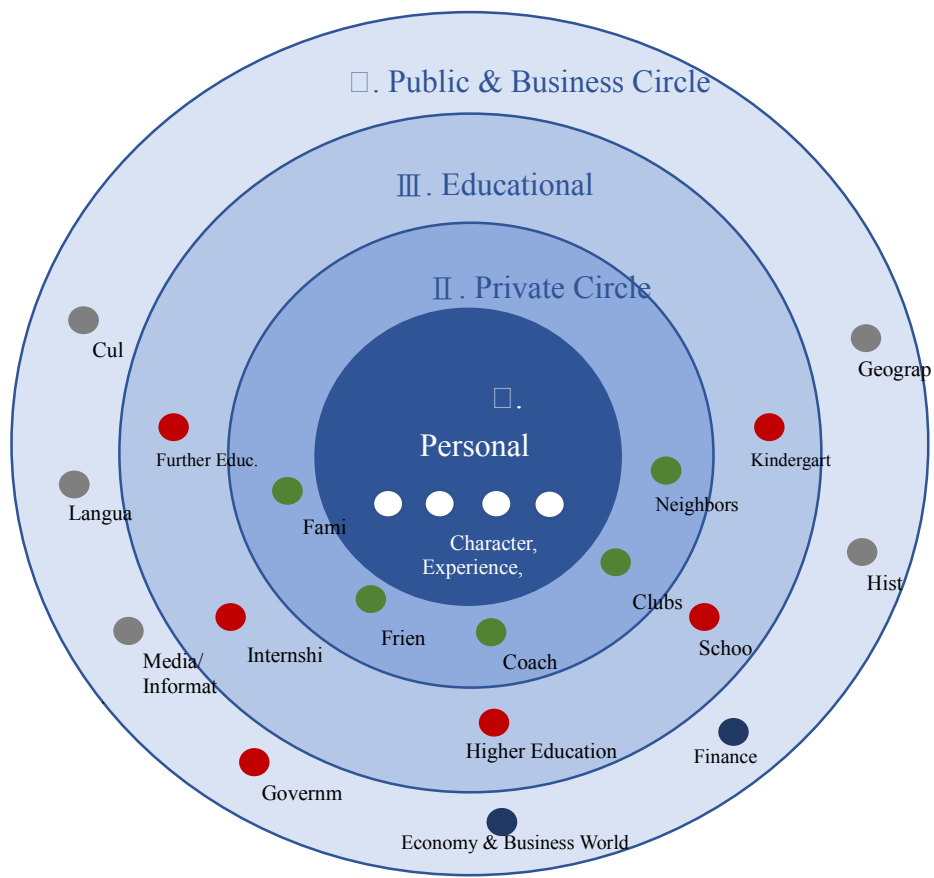 □. Public & Business Circle
Ⅲ. Educational
Ⅱ. Private Circle
□.
Personal
Character,
Experience,
Cul
Geograp
Further Educ.
Kindergart
Langua
Fami
Neighbors
Hist
Clubs
Frien
Coach
Internshi
Schoo
Media/
Informat
Higher Education
Finance
Governm
Economy & Business World